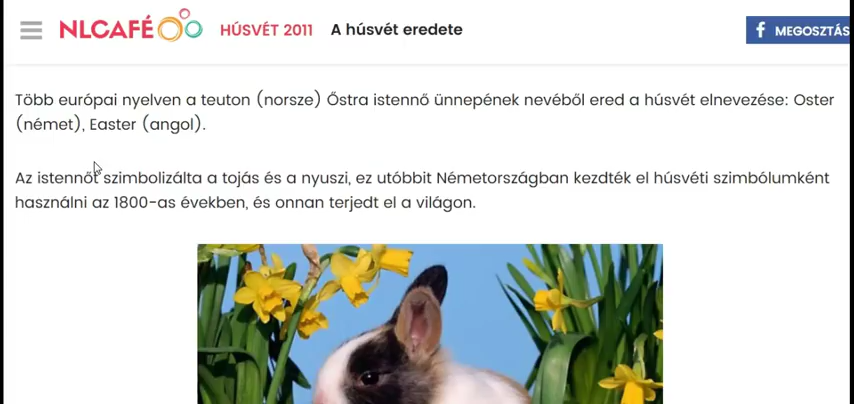 NLCAFÉ HÚSVÉT 2011 A húsvét eredete MEGOSZTÁS
Több európai nyelven a teuton (norsze) Őstra istennő ünnepének nevéből ered a húsvét elnevezése: Oster
(német), Easter (angol).
Az istennőt szimbolizálta a tojás és a nyuszi, ez utóbbit Németországban kezdték el húsvéti szimbólumként
használni az 1800-as években, és onnan terjedt el a világon.